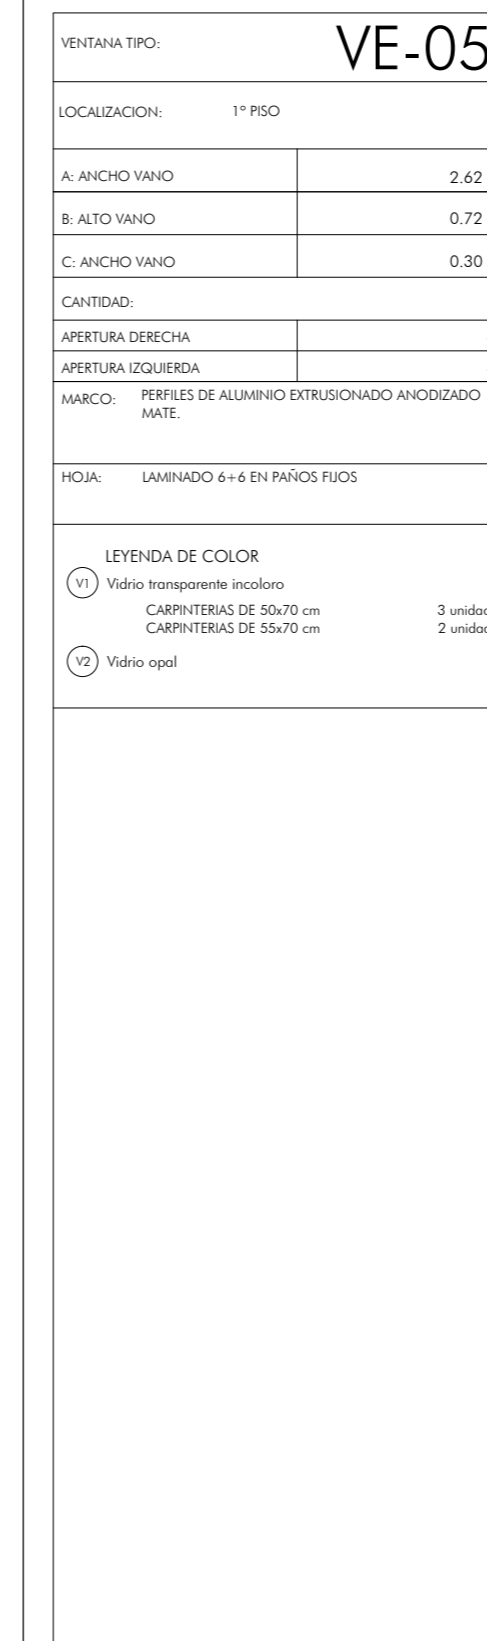 VENTANA TIPO: VE-05
LOCALIZACION: 1º PISO
A: ANCHO VANO 2.62
B: ALTO VANO 0.72
C: ANCHO VANO 0.30
CANTIDAD:
APERTURA DERECHA
APERTURA IZQUIERDA
MARCO: PERFILES DE ALUMINIO EXTRUSIONADO ANODIZADO
MATE.
HOJA: LAMINADO 6+6 EN PAÑOS FIJOS
LEYENDA DE COLOR
V1 Vidrio transparente incoloro
CARPINTERIAS DE 50x70 cm 3 unidad
CARPINTERIAS DE 55x70 cm 2 unidad
V2 Vidrio opal